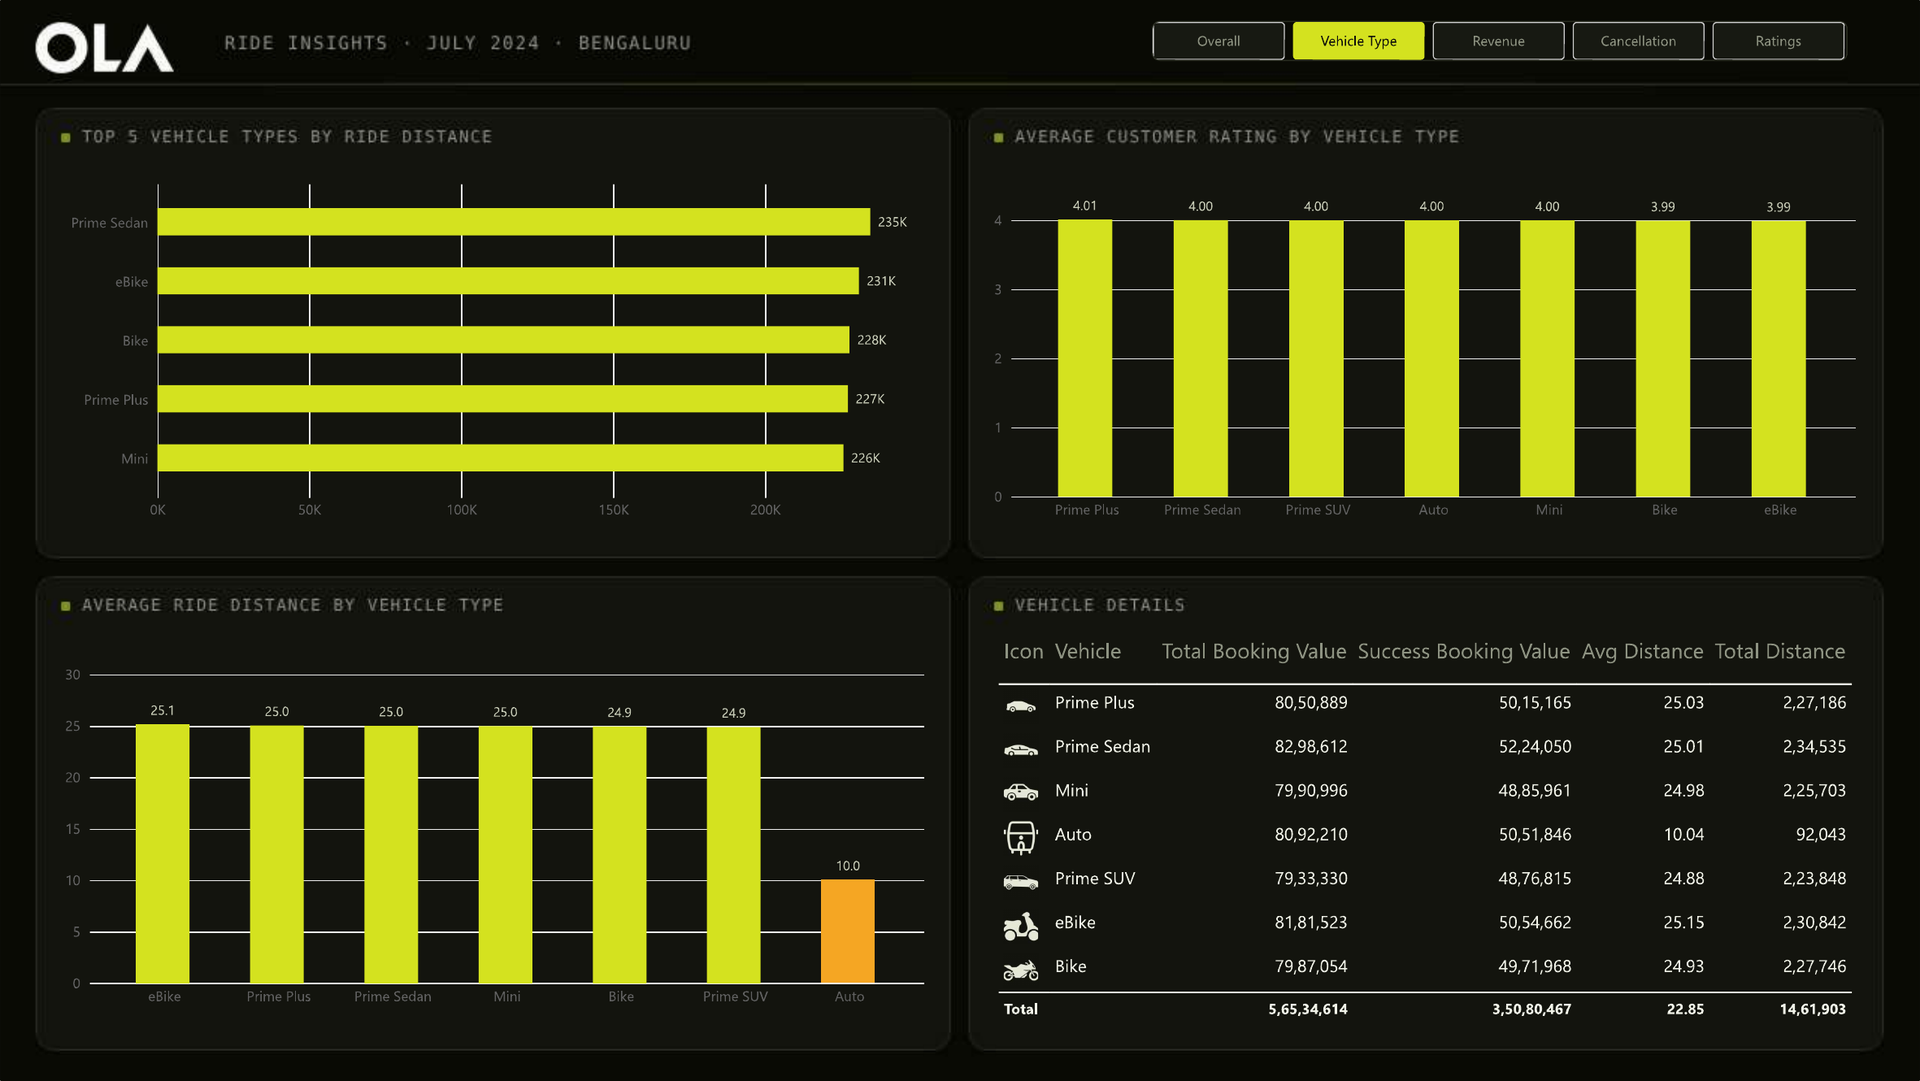 OLA
RIDE INSIGHTS · JULY 2024 · BENGALURU
Overall
Vehicle Type
Revenue
Cancellation
Ratings
TOP 5 VEHICLE TYPES BY RIDE DISTANCE
Prime Sedan 235K
eBike 231K
Bike 228K
Prime Plus 227K
Mini 226K
0K 50K 100K 150K 200K
AVERAGE CUSTOMER RATING BY VEHICLE TYPE
4.01 4.00 4.00 4.00 4.00 3.99 3.99
4
3
2
1
0
Prime Plus Prime Sedan Prime SUV Auto Mini Bike eBike
AVERAGE RIDE DISTANCE BY VEHICLE TYPE
30
25.1 25.0 25.0 25.0 24.9 24.9
25
20
15
10.0
10
5
0
eBike Prime Plus Prime Sedan Mini Bike Prime SUV Auto
VEHICLE DETAILS
Icon Vehicle Total Booking Value Success Booking Value Avg Distance Total Distance
Prime Plus 80,50,889 50,15,165 25.03 2,27,186
Prime Sedan 82,98,612 52,24,050 25.01 2,34,535
Mini 79,90,996 48,85,961 24.98 2,25,703
Auto 80,92,210 50,51,846 10.04 92,043
Prime SUV 79,33,330 48,76,815 24.88 2,23,848
eBike 81,81,523 50,54,662 25.15 2,30,842
Bike 79,87,054 49,71,968 24.93 2,27,746
Total 5,65,34,614 3,50,80,467 22.85 14,61,903